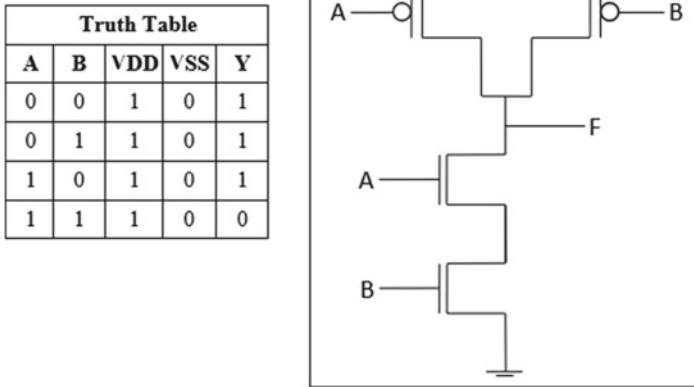 Truth Table
A B VDD VSS Y
0 0 1 0 1
0 1 1 0 1
1 0 1 0 1
1 1 1 0 0
A B
F
A
B